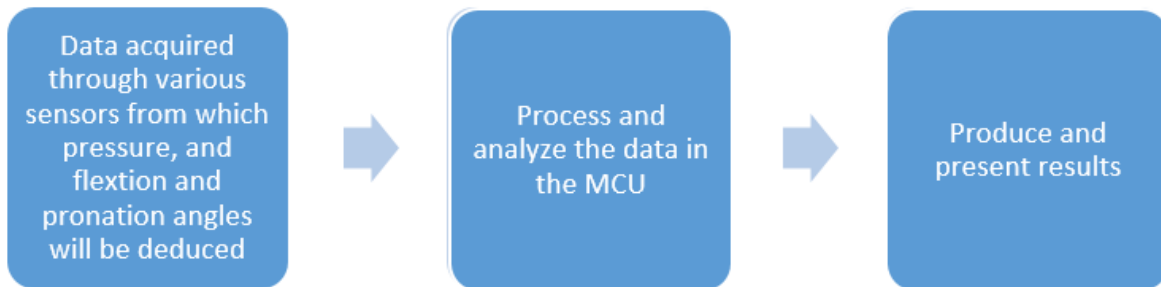 Data acquired
through various
sensors from which
pressure, and
flextion and
pronation angles
will be deduced
Process and
analyze the data in
the MCU
Produce and
present results